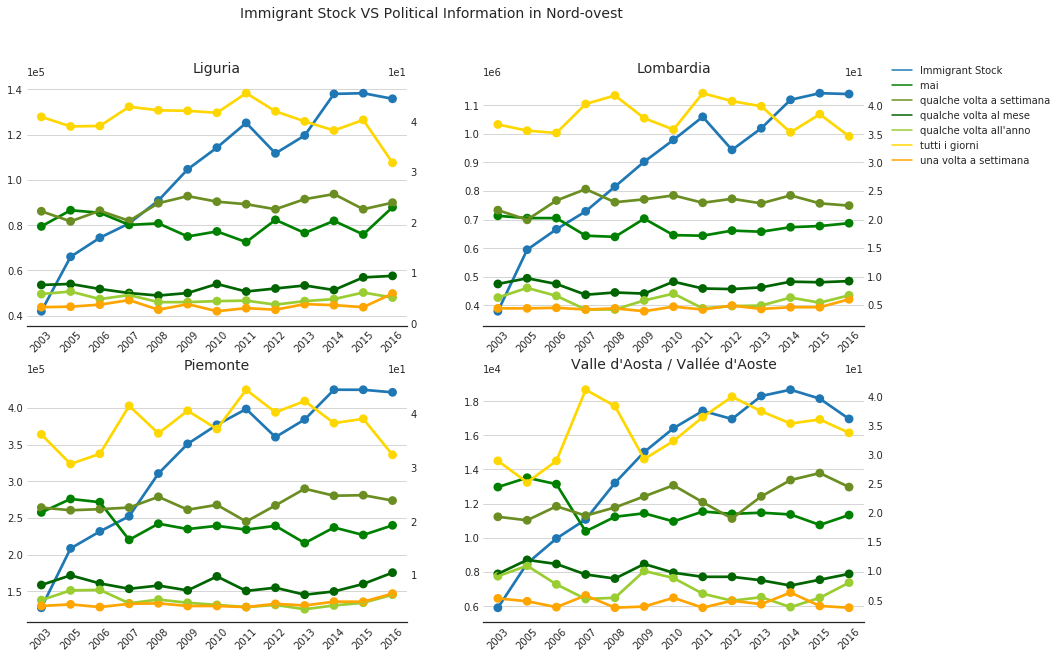 Immigrant Stock VS Political Information in Nord-ovest
Liguria
1e5
1e1
1.4
1.2
1.0
0.8
0.6
0.4
4
3
2
1
0
2003 2005 2006 2007 2008 2009 2010 2011 2012 2013 2014 2015 2016
Lombardia
1e6
1e1
1.1
1.0
0.9
0.8
0.7
0.6
0.5
0.4
4.0
3.5
3.0
2.5
2.0
1.5
1.0
0.5
2003 2005 2006 2007 2008 2009 2010 2011 2012 2013 2014 2015 2016
Immigrant Stock
mai
qualche volta a settimana
qualche volta al mese
qualche volta all'anno
tutti i giorni
una volta a settimana
Piemonte
1e5
1e1
4.0
3.5
3.0
2.5
2.0
1.5
4
3
2
1
2003 2005 2006 2007 2008 2009 2010 2011 2012 2013 2014 2015 2016
Valle d'Aosta / Vallée d'Aoste
1e4
1e1
1.8
1.6
1.4
1.2
1.0
0.8
0.6
4.0
3.5
3.0
2.5
2.0
1.5
1.0
0.5
2003 2005 2006 2007 2008 2009 2010 2011 2012 2013 2014 2015 2016